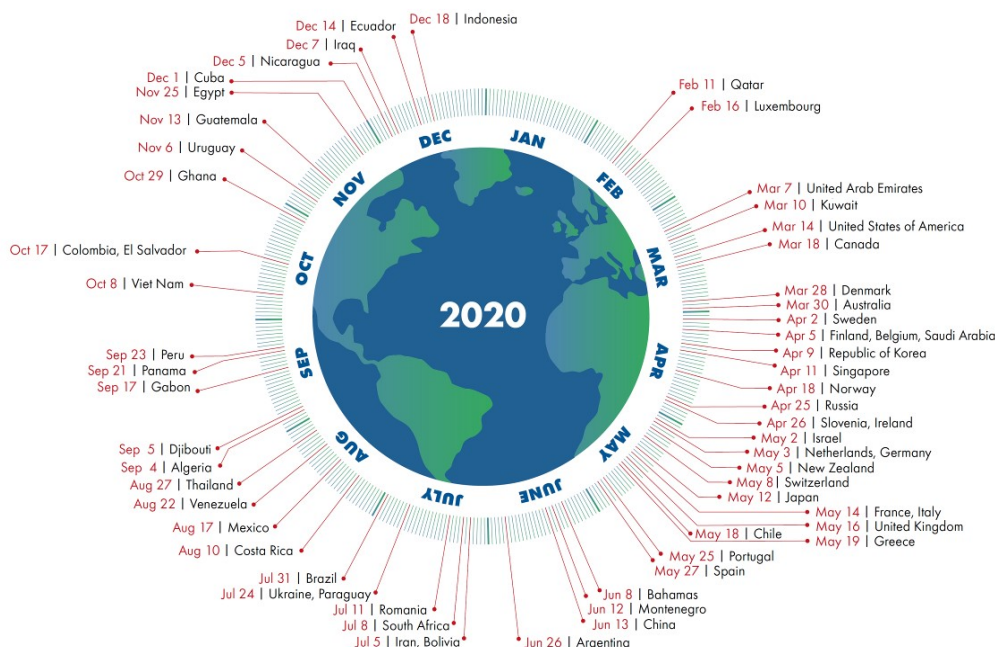 Feb 11 | Qatar
Feb 16 | Luxembourg
Mar 7 | United Arab Emirates
Mar 10 | Kuwait
Mar 14 | United States of America
Mar 18 | Canada
Mar 28 | Denmark
Mar 30 | Australia
Apr 2 | Sweden
Apr 5 | Finland, Belgium, Saudi Arabia
Apr 9 | Republic of Korea
Apr 11 | Singapore
Apr 18 | Norway
Apr 25 | Russia
Apr 26 | Slovenia, Ireland
May 2 | Israel
May 3 | Netherlands, Germany
May 5 | New Zealand
May 8 | Switzerland
May 12 | Japan
May 14 | France, Italy
May 16 | United Kingdom
May 18 | Chile
May 19 | Greece
May 25 | Portugal
May 27 | Spain
Jun 8 | Bahamas
Jun 12 | Montenegro
Jun 13 | China
Jun 26 | Argentina
Jul 5 | Iran, Bolivia
Jul 8 | South Africa
Jul 11 | Romania
Jul 24 | Ukraine, Paraguay
Jul 31 | Brazil
Aug 10 | Costa Rica
Aug 17 | Mexico
Aug 22 | Venezuela
Aug 27 | Thailand
Sep 4 | Algeria
Sep 5 | Djibouti
Sep 17 | Gabon
Sep 21 | Panama
Sep 23 | Peru
Oct 8 | Viet Nam
Oct 17 | Colombia, El Salvador
Oct 29 | Ghana
Nov 6 | Uruguay
Nov 13 | Guatemala
Nov 25 | Egypt
Dec 1 | Cuba
Dec 5 | Nicaragua
Dec 7 | Iraq
Dec 14 | Ecuador
Dec 18 | Indonesia
JAN
FEB
MAR
APR
MAY
JUNE
JULY
AUG
SEP
OCT
NOV
DEC
2020